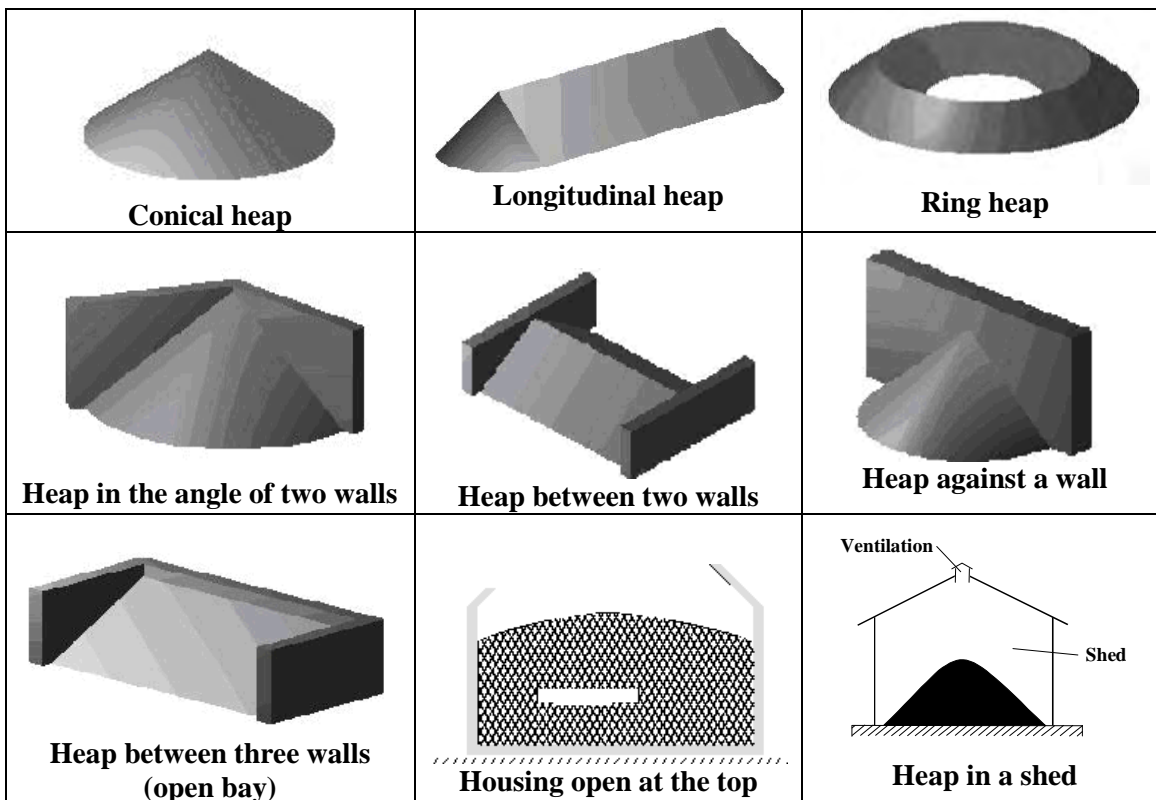 Conical heap
Longitudinal heap
Ring heap
Heap in the angle of two walls
Heap between two walls
Heap against a wall
Heap between three walls
(open bay)
Housing open at the top
Ventilation
Shed
Heap in a shed